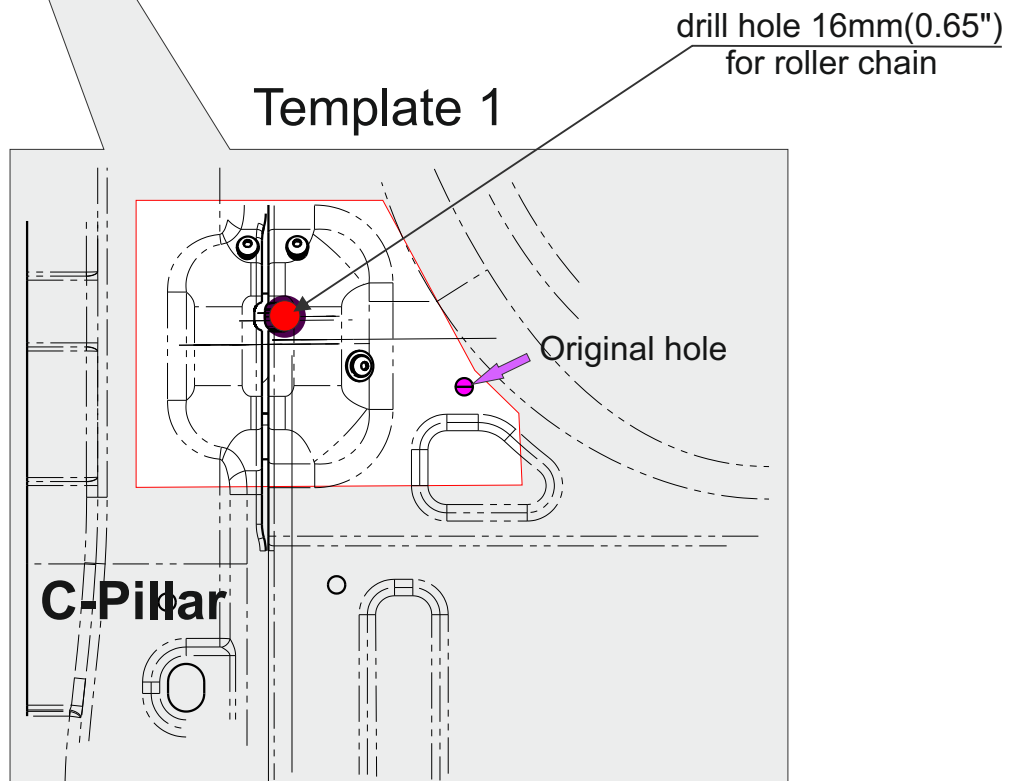 drill hole 16mm(0.65")
for roller chain
Template 1
Original hole
C-Pillar